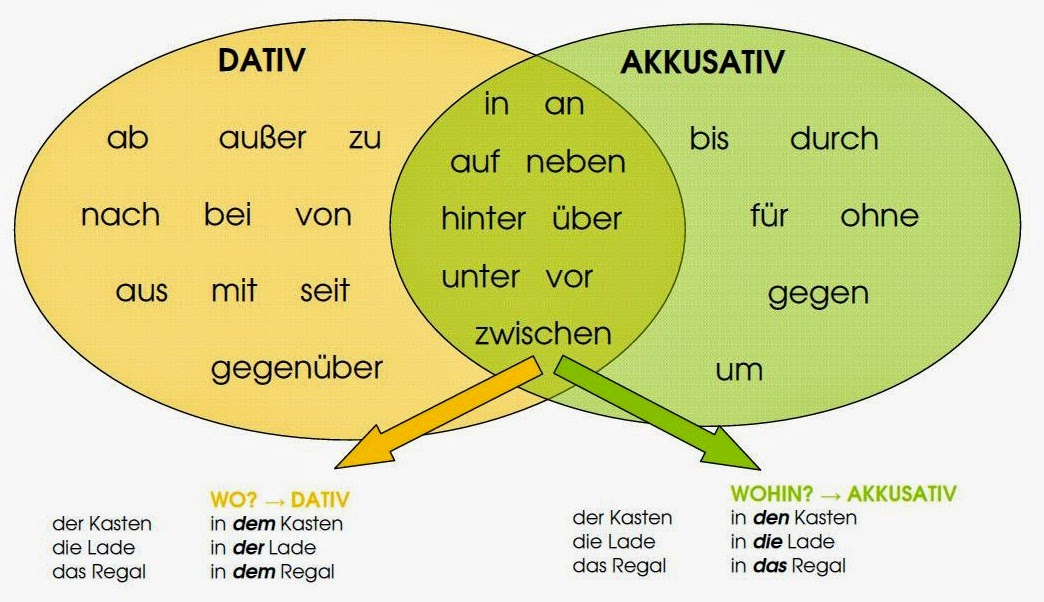 DATIV
ab außer zu
nach bei von
aus mit seit
gegenüber
in an
auf neben
hinter über
unter vor
zwischen
AKKUSATIV
bis durch
für ohne
gegen
um
WO? → DATIV
der Kasten in dem Kasten
die Lade in der Lade
das Regal in dem Regal
WOHIN? → AKKUSATIV
der Kasten in den Kasten
die Lade in die Lade
das Regal in das Regal